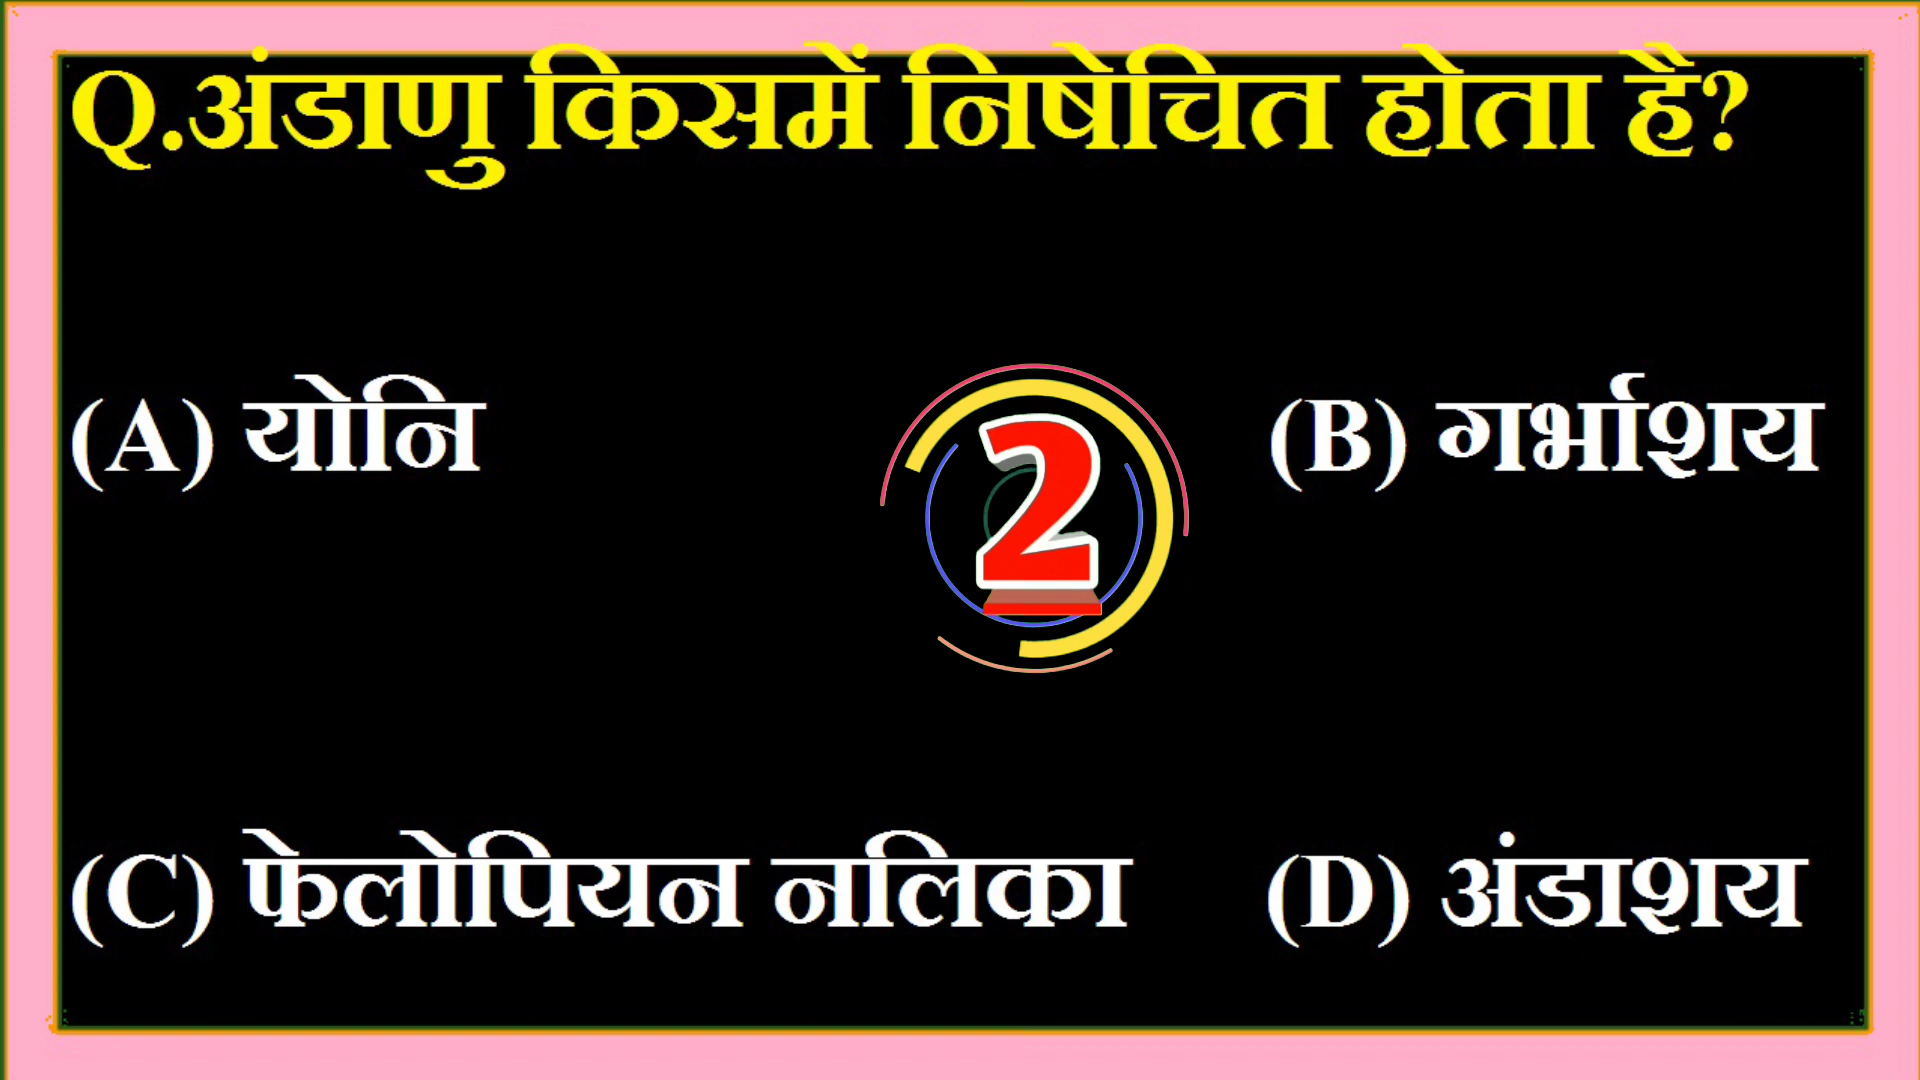 Q.अंडाणु किसमें निषेचित होता है?
(A) योनि
2
(B) गर्भाशय
(C) फेलोपियन नलिका
(D) अंडाशय